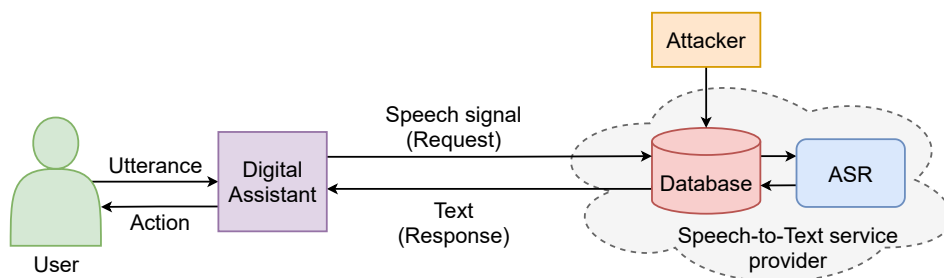 Attacker
Speech signal
(Request)
Utterance
Digital
Assistant
Database
ASR
Action
Text
(Response)
Speech-to-Text service
provider
User